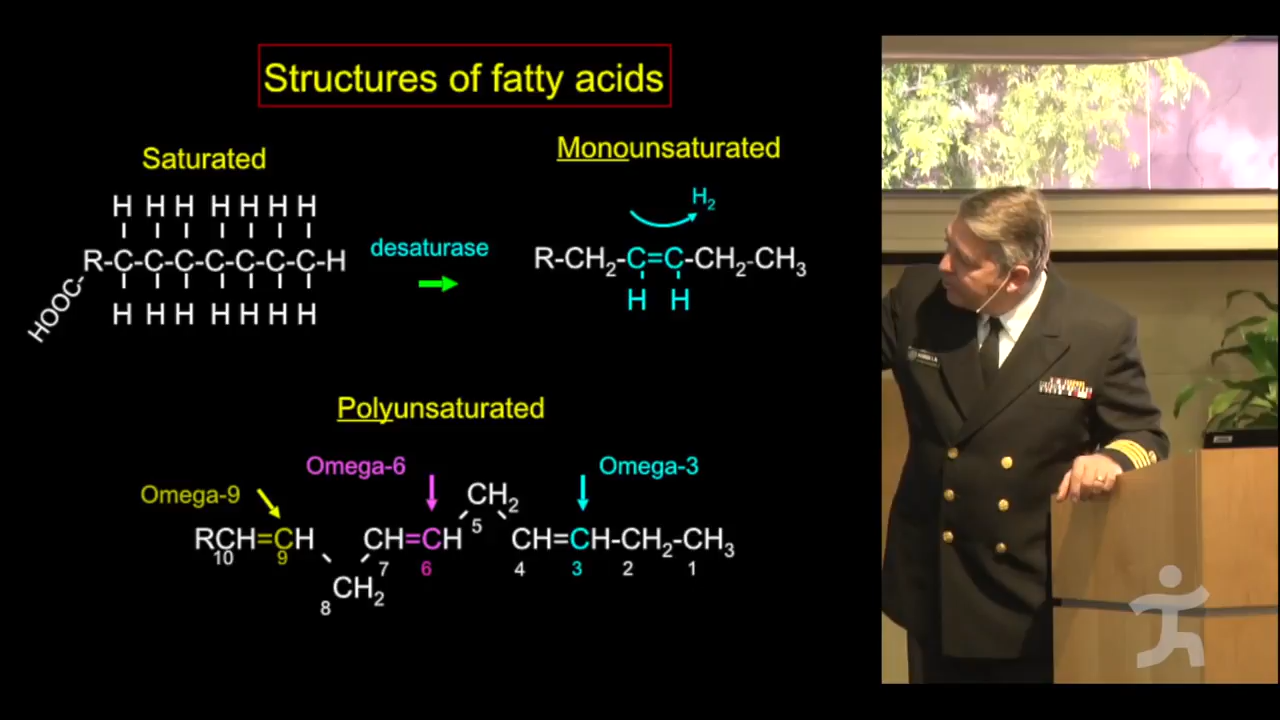 Structures of fatty acids
Saturated
H H H H H H H
R-C-C-C-C-C-C-C-H
HOOC-
H H H H H H H
desaturase
Monounsaturated
H₂
R-CH₂-C=C-CH₂-CH₃
H H
Polyunsaturated
Omega-6
Omega-3
Omega-9
CH₂
5
RCH=CH CH=CH CH=CH-CH₂-CH₃
10 9 7 6 4 3 2 1
CH₂
8